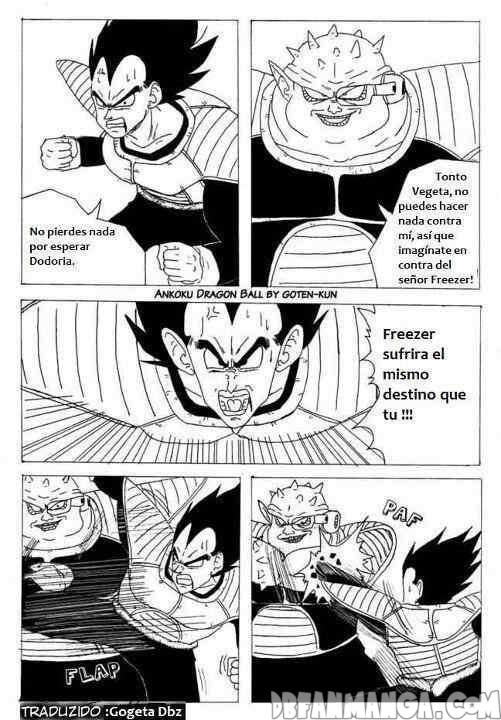 No pierdes nada
por esperar
Dodoria.
Tonto
Vegeta, no
puedes hacer
nada contra
mí, así que
imagínate en
contra del
señor Freezer!
ANKOKU DRAGON BALL BY GOTEN-KUN
Freezer
sufrira el
mismo
destino que
tu !!!
FLAP
PAF
TRADUZIDO :Gogeta Dbz
DBFANMANGA.COM